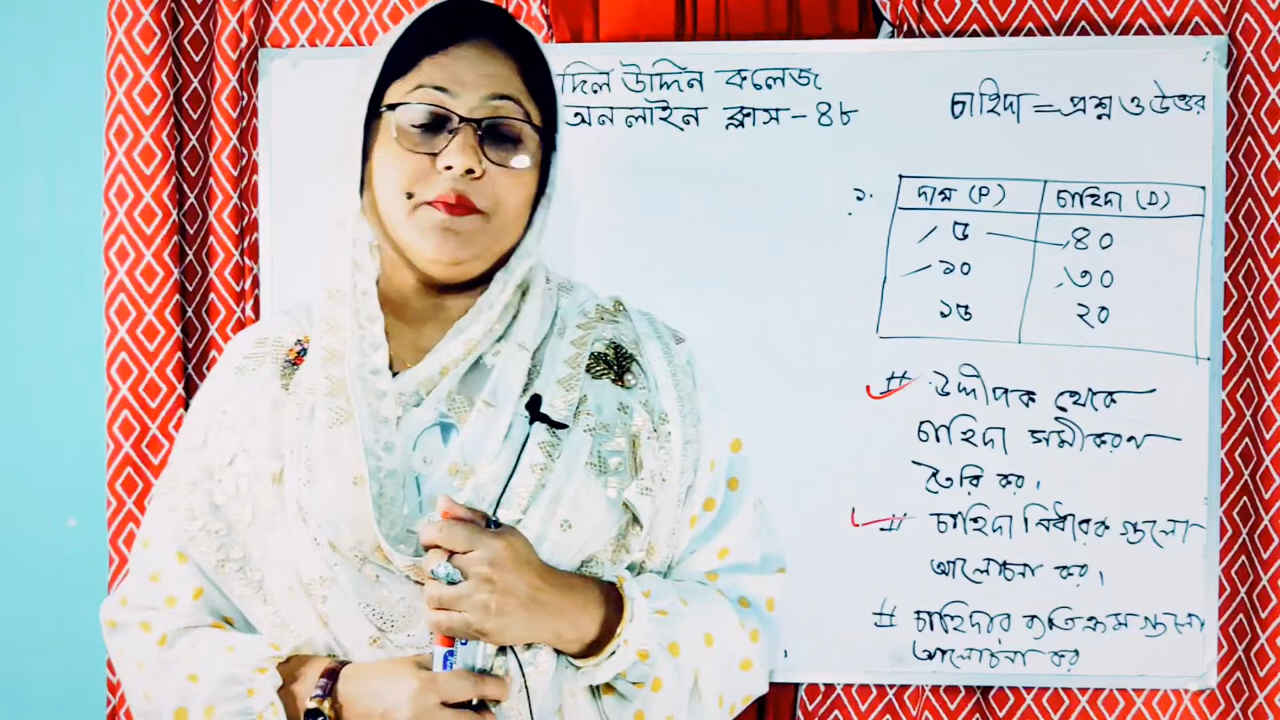 দিল উদ্দিন কলেজ
অনলাইন ক্লাস - ৪৮
চাহিদা = প্রশ্ন ও উত্তর
১.
দাম (P) চাহিদা (D)
৫ ৪০
১০ ৩০
১৫ ২০
# উদ্দীপক থেকে
চাহিদা সমীকরণ
তৈরি কর।
# চাহিদা নির্ধারক গুলো
আলোচনা কর।
# চাহিদার ব্যতিক্রম গুলো
আলোচনা কর